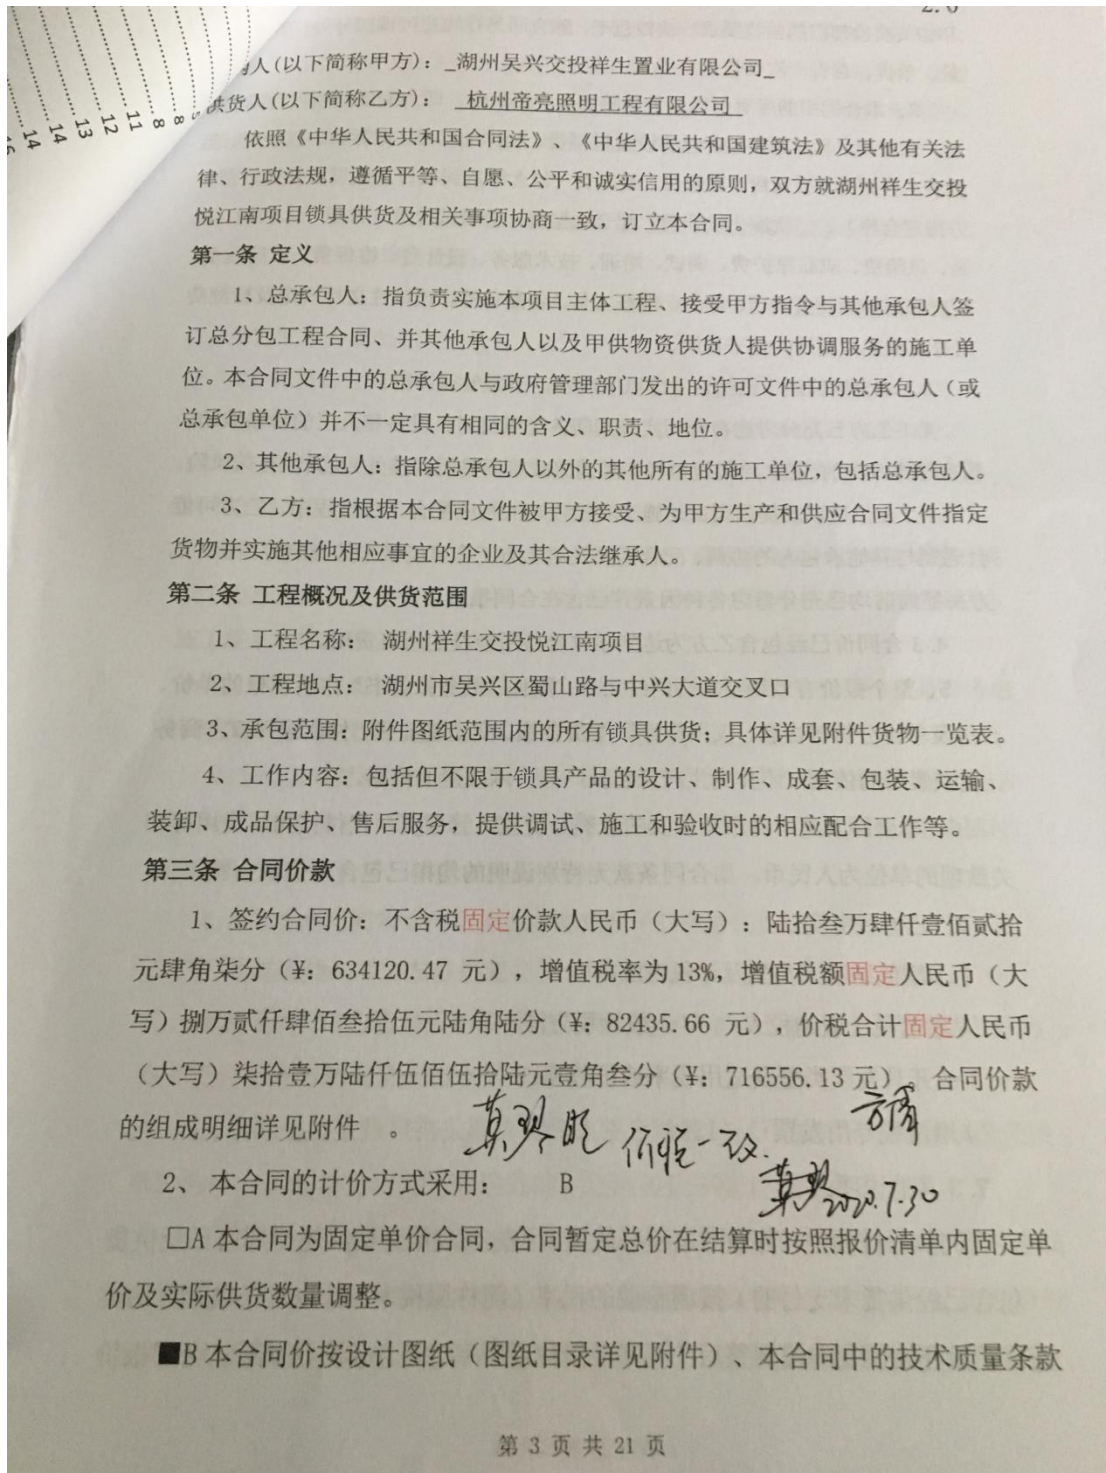 2.6
人(以下简称甲方)：_湖州吴兴交投祥生置业有限公司_
供货人(以下简称乙方)： _杭州帝亮照明工程有限公司_
依照《中华人民共和国合同法》、《中华人民共和国建筑法》及其他有关法
律、行政法规，遵循平等、自愿、公平和诚实信用的原则，双方就湖州祥生交投
悦江南项目锁具供货及相关事项协商一致，订立本合同。
第一条 定义
1、总承包人：指负责实施本项目主体工程、接受甲方指令与其他承包人签
订总分包工程合同、并其他承包人以及甲供物资供货人提供协调服务的施工单
位。本合同文件中的总承包人与政府管理部门发出的许可文件中的总承包人（或
总承包单位）并不一定具有相同的含义、职责、地位。
2、其他承包人：指除总承包人以外的其他所有的施工单位，包括总承包人。
3、乙方：指根据本合同文件被甲方接受、为甲方生产和供应合同文件指定
货物并实施其他相应事宜的企业及其合法继承人。
第二条 工程概况及供货范围
1、工程名称： 湖州祥生交投悦江南项目
2、工程地点： 湖州市吴兴区蜀山路与中兴大道交叉口
3、承包范围：附件图纸范围内的所有锁具供货；具体详见附件货物一览表。
4、工作内容：包括但不限于锁具产品的设计、制作、成套、包装、运输、
装卸、成品保护、售后服务，提供调试、施工和验收时的相应配合工作等。
第三条 合同价款
1、签约合同价：不含税固定价款人民币（大写）：陆拾叁万肆仟壹佰贰拾
元肆角柒分（¥：634120.47 元），增值税率为13%，增值税额固定人民币（大
写）捌万贰仟肆佰叁拾伍元陆角陆分（¥：82435.66 元），价税合计固定人民币
（大写）柒拾壹万陆仟伍佰伍拾陆元壹角叁分（¥：716556.13 元）。合同价款
的组成明细详见附件 。
价税一致.
2、 本合同的计价方式采用： B
2020.7.30
□A 本合同为固定单价合同，合同暂定总价在结算时按照报价清单内固定单
价及实际供货数量调整。
■B 本合同价按设计图纸（图纸目录详见附件）、本合同中的技术质量条款
第 3 页 共 21 页
14
14
13
12
11
8
8